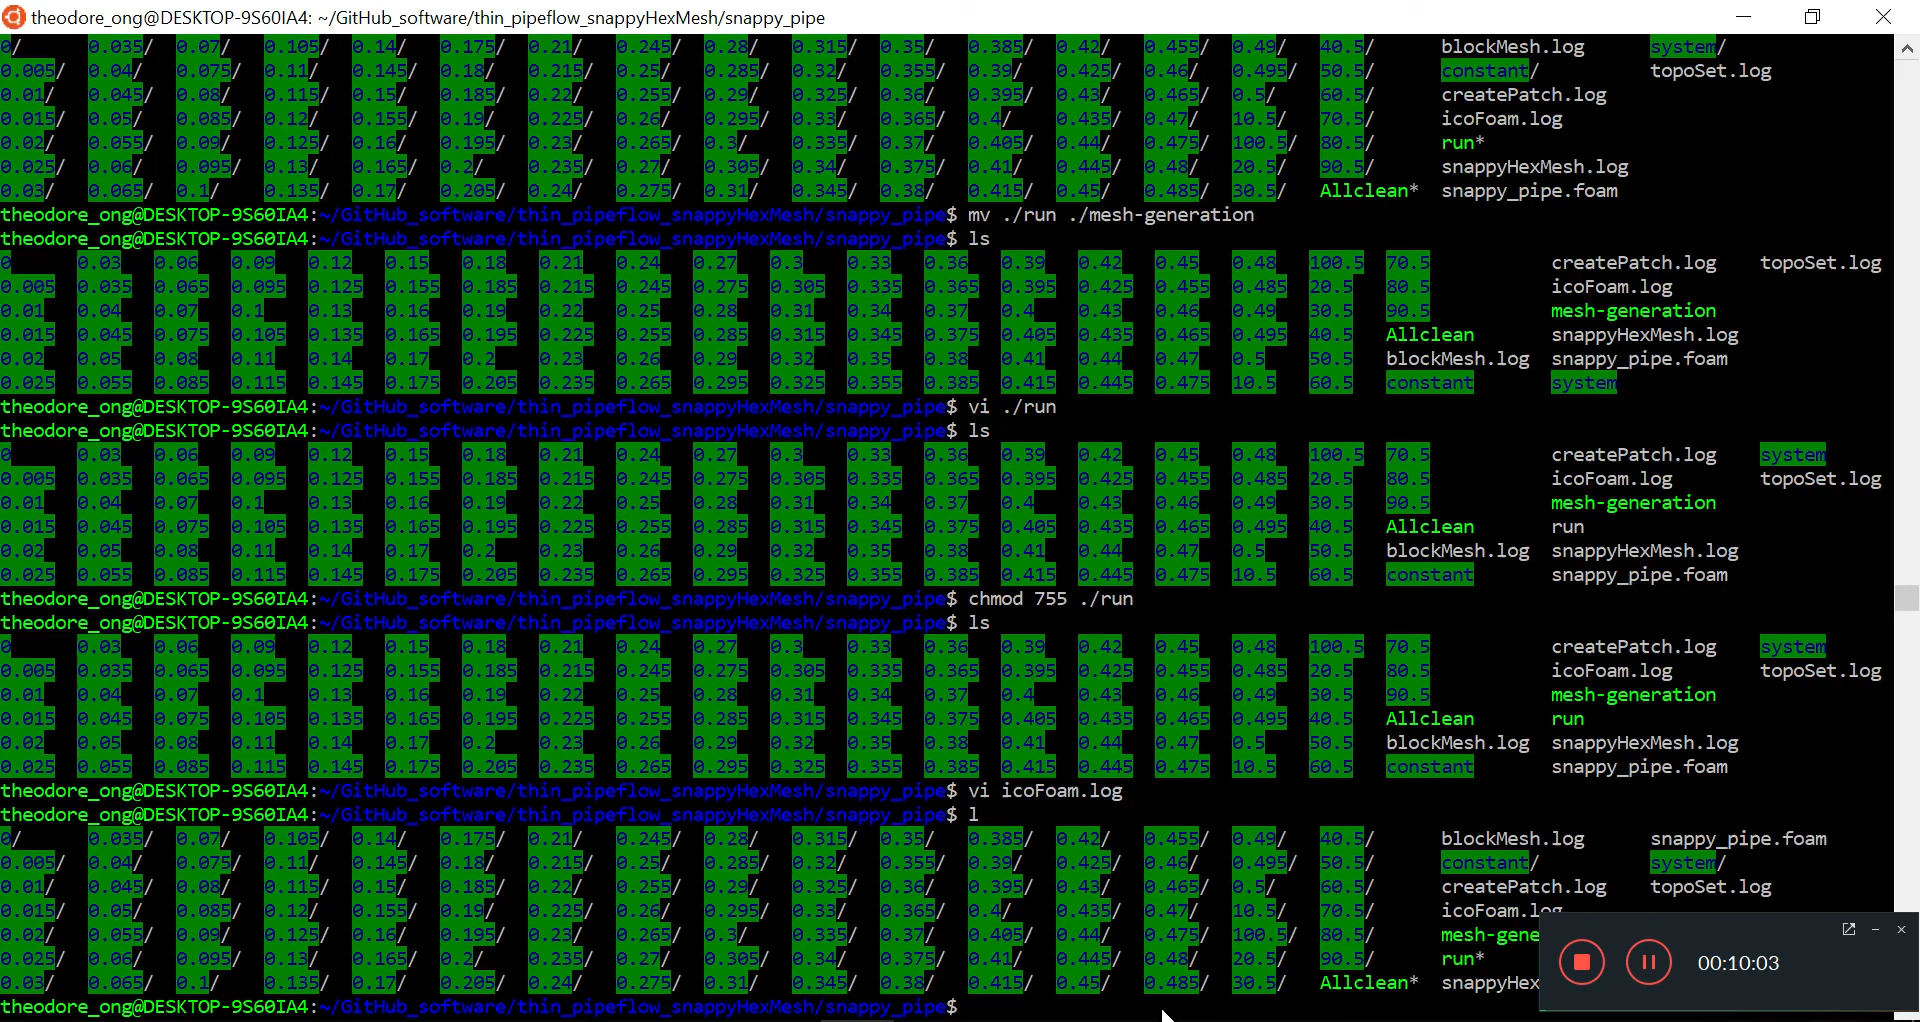 theodore_ong@DESKTOP-9S60IA4: ~/GitHub_software/thin_pipeflow_snappyHexMesh/snappy_pipe
0/ 0.035/ 0.07/ 0.105/ 0.14/ 0.175/ 0.21/ 0.245/ 0.28/ 0.315/ 0.35/ 0.385/ 0.42/ 0.455/ 0.49/ 40.5/ blockMesh.log system/
0.005/ 0.04/ 0.075/ 0.11/ 0.145/ 0.18/ 0.215/ 0.25/ 0.285/ 0.32/ 0.355/ 0.39/ 0.425/ 0.46/ 0.495/ 50.5/ constant/ topoSet.log
0.01/ 0.045/ 0.08/ 0.115/ 0.15/ 0.185/ 0.22/ 0.255/ 0.29/ 0.325/ 0.36/ 0.395/ 0.43/ 0.465/ 0.5/ 60.5/ createPatch.log
0.015/ 0.05/ 0.085/ 0.12/ 0.155/ 0.19/ 0.225/ 0.26/ 0.295/ 0.33/ 0.365/ 0.4/ 0.435/ 0.47/ 10.5/ 70.5/ icoFoam.log
0.02/ 0.055/ 0.09/ 0.125/ 0.16/ 0.195/ 0.23/ 0.265/ 0.3/ 0.335/ 0.37/ 0.405/ 0.44/ 0.475/ 100.5/ 80.5/ run*
0.025/ 0.06/ 0.095/ 0.13/ 0.165/ 0.2/ 0.235/ 0.27/ 0.305/ 0.34/ 0.375/ 0.41/ 0.445/ 0.48/ 20.5/ 90.5/ snappyHexMesh.log
0.03/ 0.065/ 0.1/ 0.135/ 0.17/ 0.205/ 0.24/ 0.275/ 0.31/ 0.345/ 0.38/ 0.415/ 0.45/ 0.485/ 30.5/ Allclean* snappy_pipe.foam
theodore_ong@DESKTOP-9S60IA4:~/GitHub_software/thin_pipeflow_snappyHexMesh/snappy_pipe$ mv ./run ./mesh-generation
theodore_ong@DESKTOP-9S60IA4:~/GitHub_software/thin_pipeflow_snappyHexMesh/snappy_pipe$ ls
0 0.03 0.06 0.09 0.12 0.15 0.18 0.21 0.24 0.27 0.3 0.33 0.36 0.39 0.42 0.45 0.48 100.5 70.5 createPatch.log topoSet.log
0.005 0.035 0.065 0.095 0.125 0.155 0.185 0.215 0.245 0.275 0.305 0.335 0.365 0.395 0.425 0.455 0.485 20.5 80.5 icoFoam.log
0.01 0.04 0.07 0.1 0.13 0.16 0.19 0.22 0.25 0.28 0.31 0.34 0.37 0.4 0.43 0.46 0.49 30.5 90.5 mesh-generation
0.015 0.045 0.075 0.105 0.135 0.165 0.195 0.225 0.255 0.285 0.315 0.345 0.375 0.405 0.435 0.465 0.495 40.5 Allclean snappyHexMesh.log
0.02 0.05 0.08 0.11 0.14 0.17 0.2 0.23 0.26 0.29 0.32 0.35 0.38 0.41 0.44 0.47 0.5 50.5 blockMesh.log snappy_pipe.foam
0.025 0.055 0.085 0.115 0.145 0.175 0.205 0.235 0.265 0.295 0.325 0.355 0.385 0.415 0.445 0.475 10.5 60.5 constant system
theodore_ong@DESKTOP-9S60IA4:~/GitHub_software/thin_pipeflow_snappyHexMesh/snappy_pipe$ vi ./run
theodore_ong@DESKTOP-9S60IA4:~/GitHub_software/thin_pipeflow_snappyHexMesh/snappy_pipe$ ls
0 0.03 0.06 0.09 0.12 0.15 0.18 0.21 0.24 0.27 0.3 0.33 0.36 0.39 0.42 0.45 0.48 100.5 70.5 createPatch.log system
0.005 0.035 0.065 0.095 0.125 0.155 0.185 0.215 0.245 0.275 0.305 0.335 0.365 0.395 0.425 0.455 0.485 20.5 80.5 icoFoam.log topoSet.log
0.01 0.04 0.07 0.1 0.13 0.16 0.19 0.22 0.25 0.28 0.31 0.34 0.37 0.4 0.43 0.46 0.49 30.5 90.5 mesh-generation
0.015 0.045 0.075 0.105 0.135 0.165 0.195 0.225 0.255 0.285 0.315 0.345 0.375 0.405 0.435 0.465 0.495 40.5 Allclean run
0.02 0.05 0.08 0.11 0.14 0.17 0.2 0.23 0.26 0.29 0.32 0.35 0.38 0.41 0.44 0.47 0.5 50.5 blockMesh.log snappyHexMesh.log
0.025 0.055 0.085 0.115 0.145 0.175 0.205 0.235 0.265 0.295 0.325 0.355 0.385 0.415 0.445 0.475 10.5 60.5 constant snappy_pipe.foam
theodore_ong@DESKTOP-9S60IA4:~/GitHub_software/thin_pipeflow_snappyHexMesh/snappy_pipe$ chmod 755 ./run
theodore_ong@DESKTOP-9S60IA4:~/GitHub_software/thin_pipeflow_snappyHexMesh/snappy_pipe$ ls
0 0.03 0.06 0.09 0.12 0.15 0.18 0.21 0.24 0.27 0.3 0.33 0.36 0.39 0.42 0.45 0.48 100.5 70.5 createPatch.log system
0.005 0.035 0.065 0.095 0.125 0.155 0.185 0.215 0.245 0.275 0.305 0.335 0.365 0.395 0.425 0.455 0.485 20.5 80.5 icoFoam.log topoSet.log
0.01 0.04 0.07 0.1 0.13 0.16 0.19 0.22 0.25 0.28 0.31 0.34 0.37 0.4 0.43 0.46 0.49 30.5 90.5 mesh-generation
0.015 0.045 0.075 0.105 0.135 0.165 0.195 0.225 0.255 0.285 0.315 0.345 0.375 0.405 0.435 0.465 0.495 40.5 Allclean run
0.02 0.05 0.08 0.11 0.14 0.17 0.2 0.23 0.26 0.29 0.32 0.35 0.38 0.41 0.44 0.47 0.5 50.5 blockMesh.log snappyHexMesh.log
0.025 0.055 0.085 0.115 0.145 0.175 0.205 0.235 0.265 0.295 0.325 0.355 0.385 0.415 0.445 0.475 10.5 60.5 constant snappy_pipe.foam
theodore_ong@DESKTOP-9S60IA4:~/GitHub_software/thin_pipeflow_snappyHexMesh/snappy_pipe$ vi icoFoam.log
theodore_ong@DESKTOP-9S60IA4:~/GitHub_software/thin_pipeflow_snappyHexMesh/snappy_pipe$ l
0/ 0.035/ 0.07/ 0.105/ 0.14/ 0.175/ 0.21/ 0.245/ 0.28/ 0.315/ 0.35/ 0.385/ 0.42/ 0.455/ 0.49/ 40.5/ blockMesh.log snappy_pipe.foam
0.005/ 0.04/ 0.075/ 0.11/ 0.145/ 0.18/ 0.215/ 0.25/ 0.285/ 0.32/ 0.355/ 0.39/ 0.425/ 0.46/ 0.495/ 50.5/ constant/ system/
0.01/ 0.045/ 0.08/ 0.115/ 0.15/ 0.185/ 0.22/ 0.255/ 0.29/ 0.325/ 0.36/ 0.395/ 0.43/ 0.465/ 0.5/ 60.5/ createPatch.log topoSet.log
0.015/ 0.05/ 0.085/ 0.12/ 0.155/ 0.19/ 0.225/ 0.26/ 0.295/ 0.33/ 0.365/ 0.4/ 0.435/ 0.47/ 10.5/ 70.5/ icoFoam.log
0.02/ 0.055/ 0.09/ 0.125/ 0.16/ 0.195/ 0.23/ 0.265/ 0.3/ 0.335/ 0.37/ 0.405/ 0.44/ 0.475/ 100.5/ 80.5/ mesh-gene
0.025/ 0.06/ 0.095/ 0.13/ 0.165/ 0.2/ 0.235/ 0.27/ 0.305/ 0.34/ 0.375/ 0.41/ 0.445/ 0.48/ 20.5/ 90.5/ run*
0.03/ 0.065/ 0.1/ 0.135/ 0.17/ 0.205/ 0.24/ 0.275/ 0.31/ 0.345/ 0.38/ 0.415/ 0.45/ 0.485/ 30.5/ Allclean* snappyHex
theodore_ong@DESKTOP-9S60IA4:~/GitHub_software/thin_pipeflow_snappyHexMesh/snappy_pipe$
00:10:03